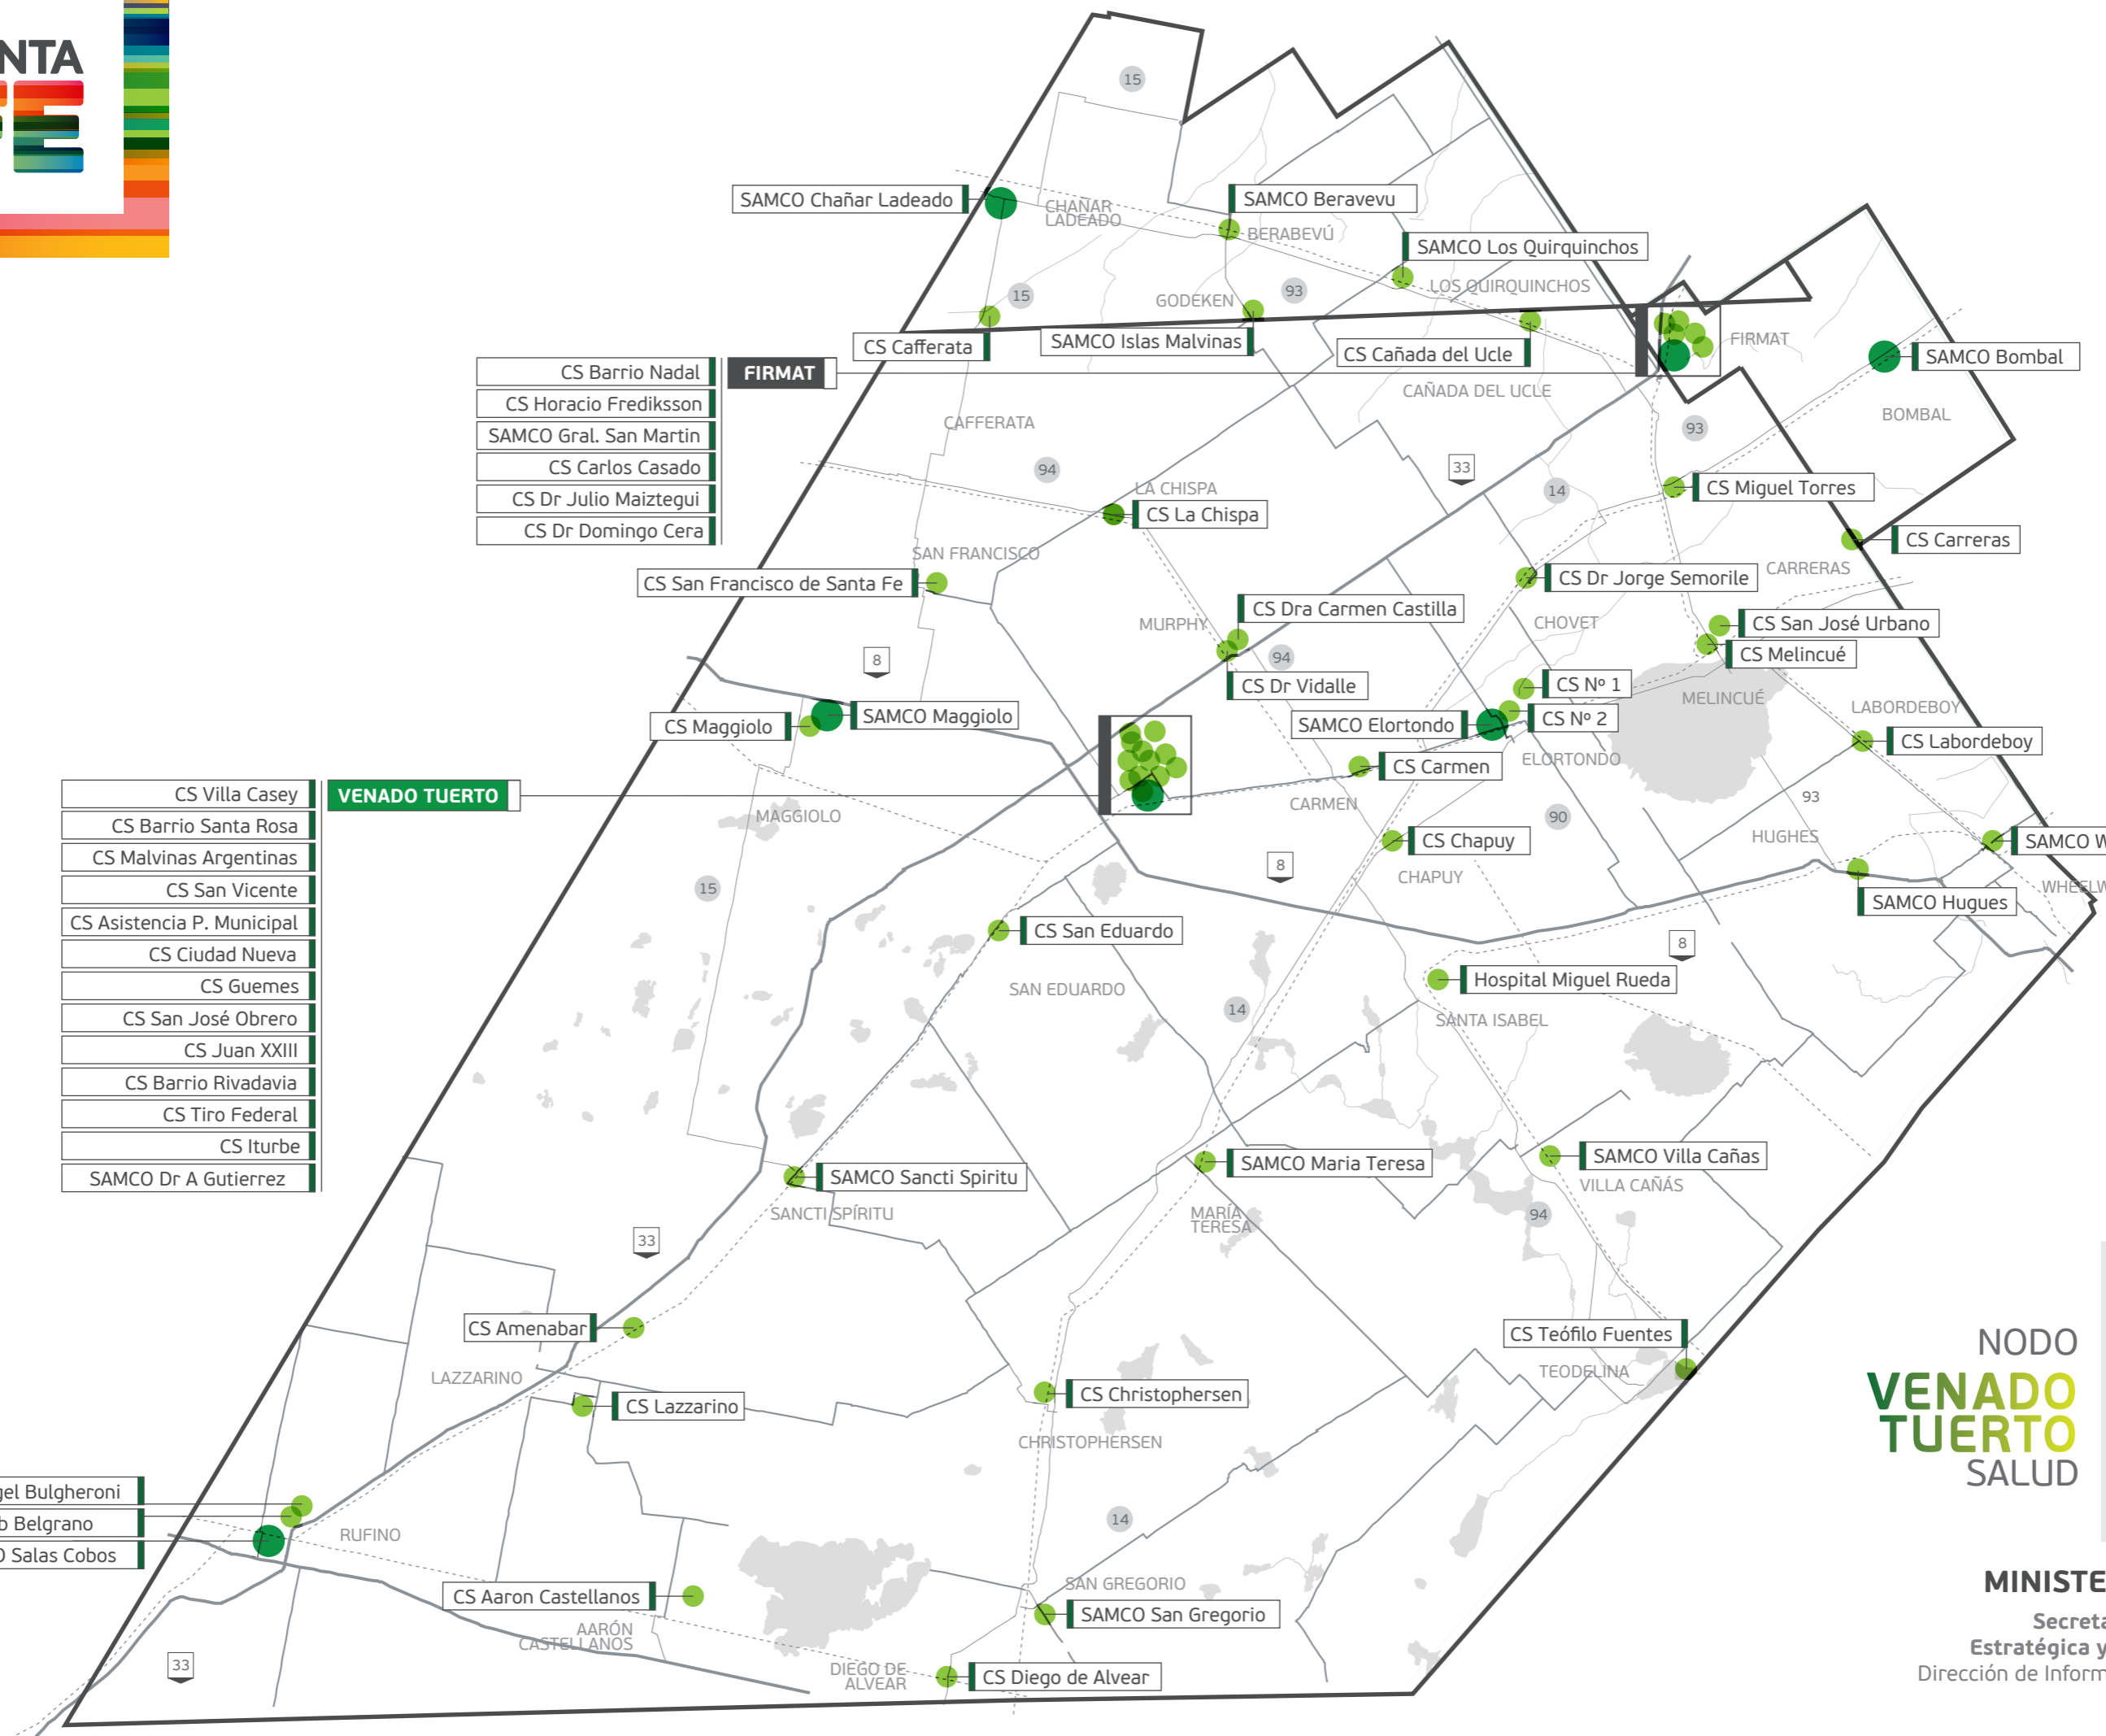 15
SAMCO Chañar Ladeado
CHAÑAR
LADEADO
SAMCO Beravevu
BERABEVÚ
SAMCO Los Quirquinchos
LOS QUIRQUINCHOS
15
GODEKEN
93
CS Cafferata
SAMCO Islas Malvinas
CS Cañada del Ucle
FIRMAT
SAMCO Bombal
CAÑADA DEL UCLE
BOMBAL
CAFFERATA
93
FIRMAT
CS Barrio Nadal
CS Horacio Frediksson
SAMCO Gral. San Martin
CS Carlos Casado
CS Dr Julio Maiztegui
CS Dr Domingo Cera
94
33
14
LA CHISPA
CS La Chispa
CS Miguel Torres
CS Carreras
SAN FRANCISCO
CS San Francisco de Santa Fe
CS Dr Jorge Semorile
CARRERAS
CS Dra Carmen Castilla
MURPHY
CHOVET
CS San José Urbano
CS Melincué
8
94
CS Dr Vidalle
CS Nº 1
MELINCUÉ
LABORDEBOY
CS Maggiolo
SAMCO Maggiolo
SAMCO Elortondo
CS Nº 2
CS Labordeboy
ELORTONDO
CS Carmen
CARMEN
93
VENADO TUERTO
CS Villa Casey
CS Barrio Santa Rosa
CS Malvinas Argentinas
CS San Vicente
CS Asistencia P. Municipal
CS Ciudad Nueva
CS Guemes
CS San José Obrero
CS Juan XXIII
CS Barrio Rivadavia
CS Tiro Federal
CS Iturbe
SAMCO Dr A Gutierrez
MAGGIOLO
90
HUGHES
CS Chapuy
SAMCO
8
CHAPUY
15
SAMCO Hugues
CS San Eduardo
8
SAN EDUARDO
Hospital Miguel Rueda
14
SANTA ISABEL
SAMCO Sancti Spiritu
SAMCO Maria Teresa
SAMCO Villa Cañas
VILLA CAÑÁS
SANCTI SPÍRITU
MARÍA
TERESA
94
33
CS Amenabar
CS Teófilo Fuentes
TEODELINA
LAZZARINO
CS Lazzarino
CS Christophersen
CHRISTOPHERSEN
NODO
VENADO
TUERTO
SALUD
Bulgheroni
Belgrano
Salas Cobos
RUFINO
14
CS Aaron Castellanos
AARÓN
CASTELLANOS
SAN GREGORIO
SAMCO San Gregorio
33
DIEGO DE
ALVEAR
CS Diego de Alvear
Estratégica y
Dirección de